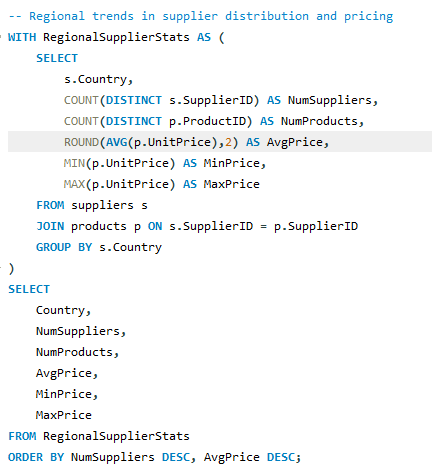 -- Regional trends in supplier distribution and pricing
WITH RegionalSupplierStats AS (
    SELECT
        s.Country,
        COUNT(DISTINCT s.SupplierID) AS NumSuppliers,
        COUNT(DISTINCT p.ProductID) AS NumProducts,
        ROUND(AVG(p.UnitPrice),2) AS AvgPrice,
        MIN(p.UnitPrice) AS MinPrice,
        MAX(p.UnitPrice) AS MaxPrice
    FROM suppliers s
    JOIN products p ON s.SupplierID = p.SupplierID
    GROUP BY s.Country
)
SELECT
    Country,
    NumSuppliers,
    NumProducts,
    AvgPrice,
    MinPrice,
    MaxPrice
FROM RegionalSupplierStats
ORDER BY NumSuppliers DESC, AvgPrice DESC;